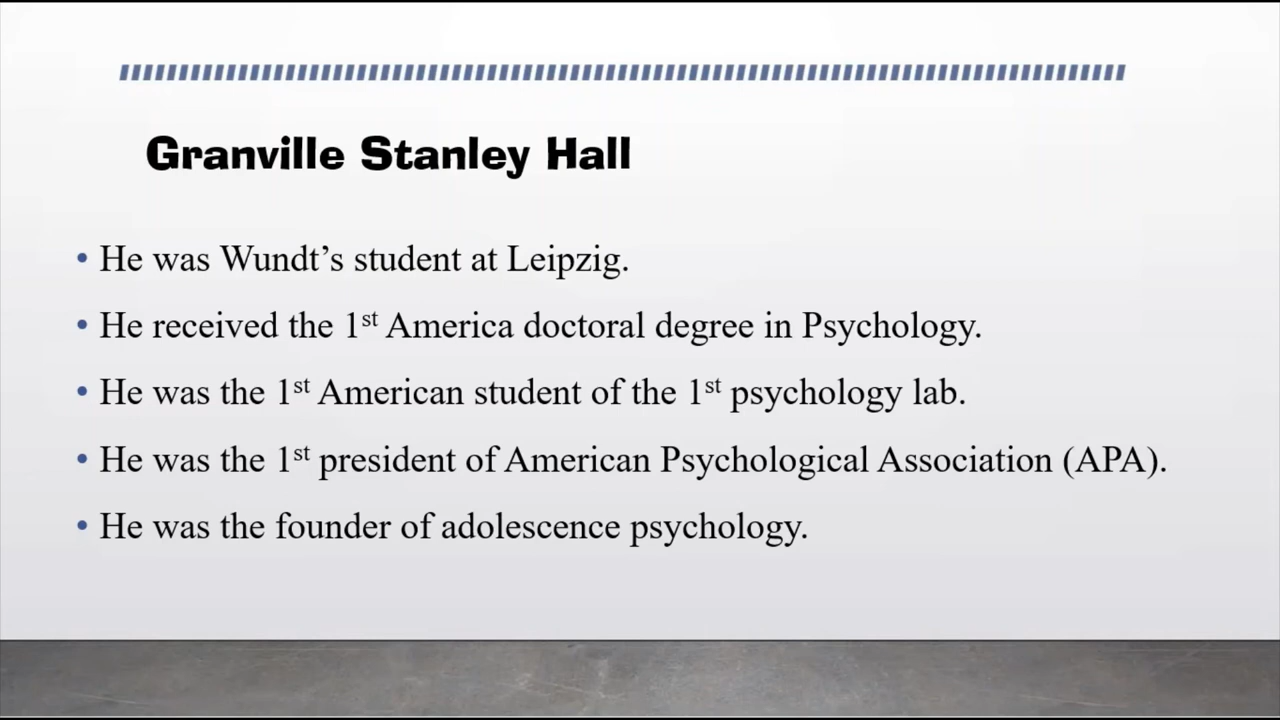 Granville Stanley Hall
• He was Wundt’s student at Leipzig.
• He received the 1st America doctoral degree in Psychology.
• He was the 1st American student of the 1st psychology lab.
• He was the 1st president of American Psychological Association (APA).
• He was the founder of adolescence psychology.